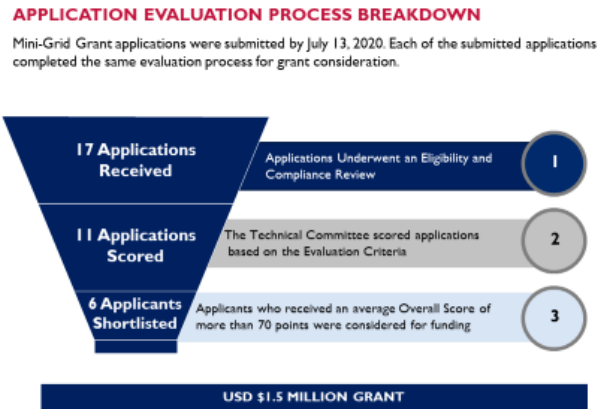 APPLICATION EVALUATION PROCESS BREAKDOWN
Mini-Grid Grant applications were submitted by July 13, 2020. Each of the submitted applications
completed the same evaluation process for grant consideration.
17 Applications
Received
Applications Underwent an Eligibility and
Compliance Review
1
11 Applications
Scored
The Technical Committee scored applications
based on the Evaluation Criteria
2
6 Applicants
Shortlisted
Applicants who received an average Overall Score of
more than 70 points were considered for funding
3
USD $1.5 MILLION GRANT